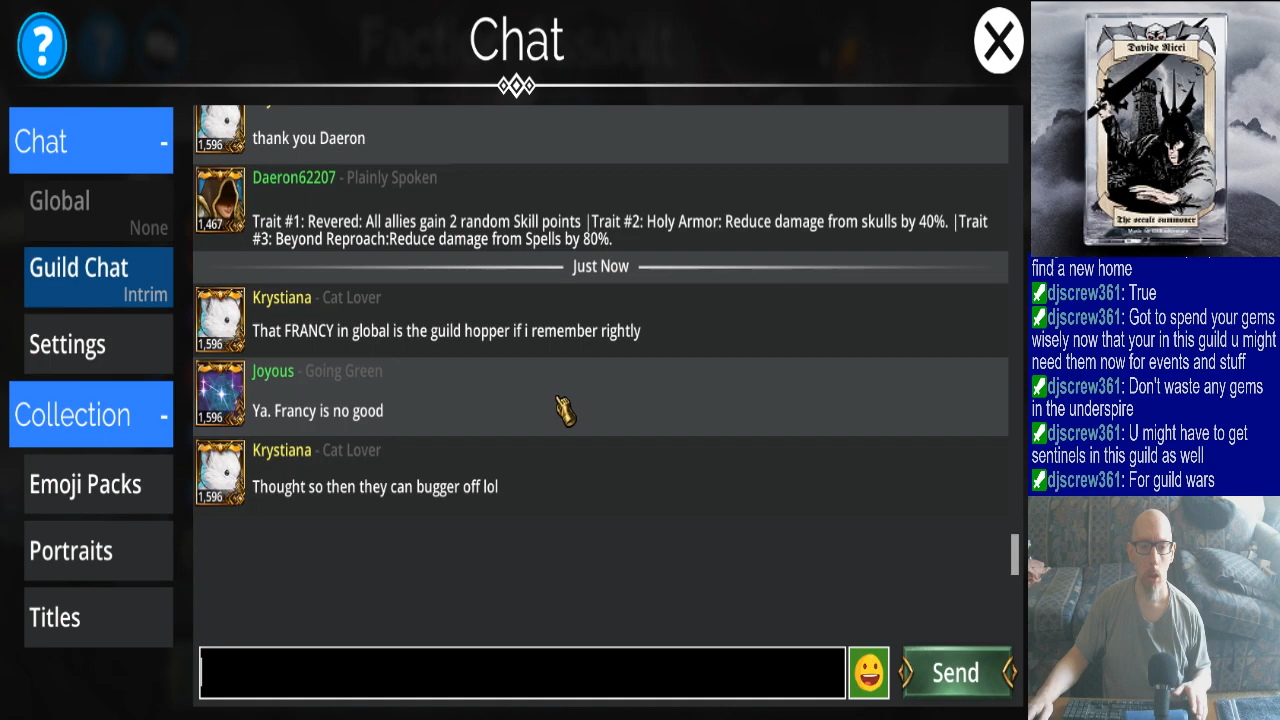 ?
Chat
X
Chat -
Global
None
Guild Chat
Intrim
Settings
Collection -
Emoji Packs
Portraits
Titles
1,596
thank you Daeron
Daeron62207 - Plainly Spoken
1,467
Trait #1: Revered: All allies gain 2 random Skill points |Trait #2: Holy Armor: Reduce damage from skulls by 40%. |Trait
#3: Beyond Reproach:Reduce damage from Spells by 80%.
Just Now
Krystiana - Cat Lover
1,596
That FRANCY in global is the guild hopper if i remember rightly
Joyous - Going Green
1,596
Ya. Francy is no good
Krystiana - Cat Lover
1,596
Thought so then they can bugger off lol
Send
Davide Ricci
The occult summoner
find a new home
djscrew361: True
djscrew361: Got to spend your gems
wisely now that your in this guild u might
need them now for events and stuff
djscrew361: Don't waste any gems
in the underspire
djscrew361: U might have to get
sentinels in this guild as well
djscrew361: For guild wars